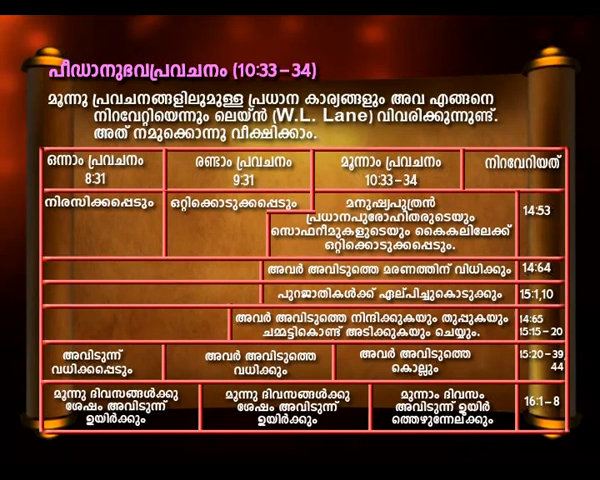 പീഡാനുഭവപ്രവചനം (10:33–34)
മൂന്നു പ്രവചനങ്ങളിലുമുള്ള പ്രധാന കാര്യങ്ങളും അവ എങ്ങനെ
നിറവേറ്റിയെന്നും ലെയ്ൻ (W.L. Lane) വിവരിക്കുന്നുണ്ട്.
അത് നമുക്കൊന്നു വീക്ഷിക്കാം.
ഒന്നാം പ്രവചനം രണ്ടാം പ്രവചനം മൂന്നാം പ്രവചനം നിറവേറിയത്
8:31 9:31 10:33-34
നിരസിക്കപ്പെടും ഒറ്റിക്കൊടുക്കപ്പെടും മനുഷ്യപുത്രൻ
പ്രധാനപുരോഹിതരുടെയും 14:53
സൊഫറീമുകളുടെയും കൈകലിലേക്ക്
ഒറ്റിക്കൊടുക്കപ്പെടും.
അവർ അവിടുത്തെ മരണത്തിന് വിധിക്കും 14:64
പുറജാതികൾക്ക് ഏല്പിച്ചുകൊടുക്കും 15:1,10
അവർ അവിടുത്തെ നിന്ദിക്കുകയും തുപ്പുകയും 14:65
ചമ്മട്ടികൊണ്ട് അടിക്കുകയും ചെയ്യും. 15:15-20
അവിടുന്ന് അവർ അവിടുത്തെ അവർ അവിടുത്തെ 15:20-39
വധിക്കപ്പെടും വധിക്കും കൊല്ലും 44
മൂന്നു ദിവസങ്ങൾക്കു മൂന്നു ദിവസങ്ങൾക്കു മൂന്നാം ദിവസം
ശേഷം അവിടുന്ന് ശേഷം അവിടുന്ന് അവിടുന്ന് ഉയിർ 16:1-8
ഉയിർക്കും ഉയിർക്കും ത്തെഴുന്നേല്ക്കും